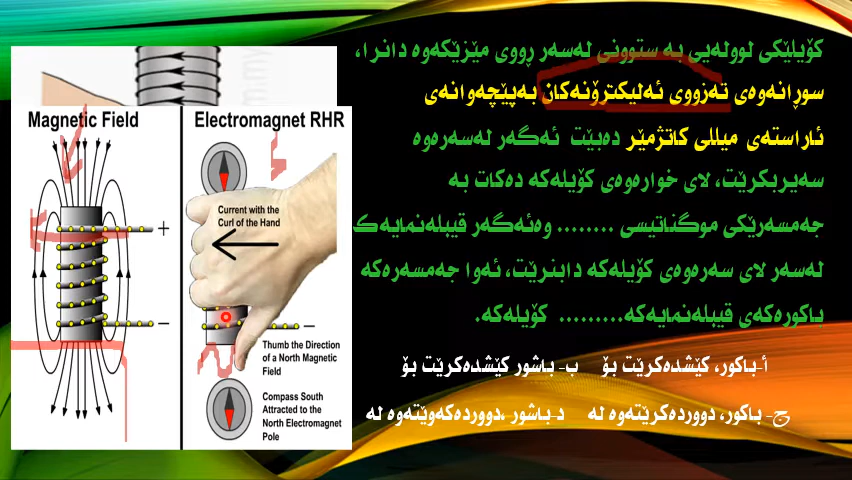 کۆیلێکی لوولەیی بە ستوونی لەسەر ڕووی مێزێکەوە دانرا،
سوڕانەوەی تەزووی ئەلیکترۆنەکان بەپێچەوانەی
ئاراستەی میللی کاتژمێر دەبێت ئەگەر لەسەرەوە
سەیربکرێت، لای خوارەوەی کۆیلەکە دەکات بە
جەمسەرێکی موگناتیسی ........ وەئەگەر قیبلەنمایەک
لەسەر لای سەرەوەی کۆیلەکە دابنرێت، ئەوا جەمسەرەکە
باکورەکەی قیبلەنمایەکە......... کۆیلەکە.
أ-باکور، کێشدەکرێت بۆ ب- باشور کێشدەکرێت بۆ
ج- باکور، دووردەکرێتەوە لە د-باشور ،دووردەکەوێتەوە لە
Magnetic Field
+
−
Electromagnet RHR
Current with the
Curl of the Hand
−
Thumb the Direction
of a North Magnetic
Field
Compass South
Attracted to the
North Electromagnet
Pole